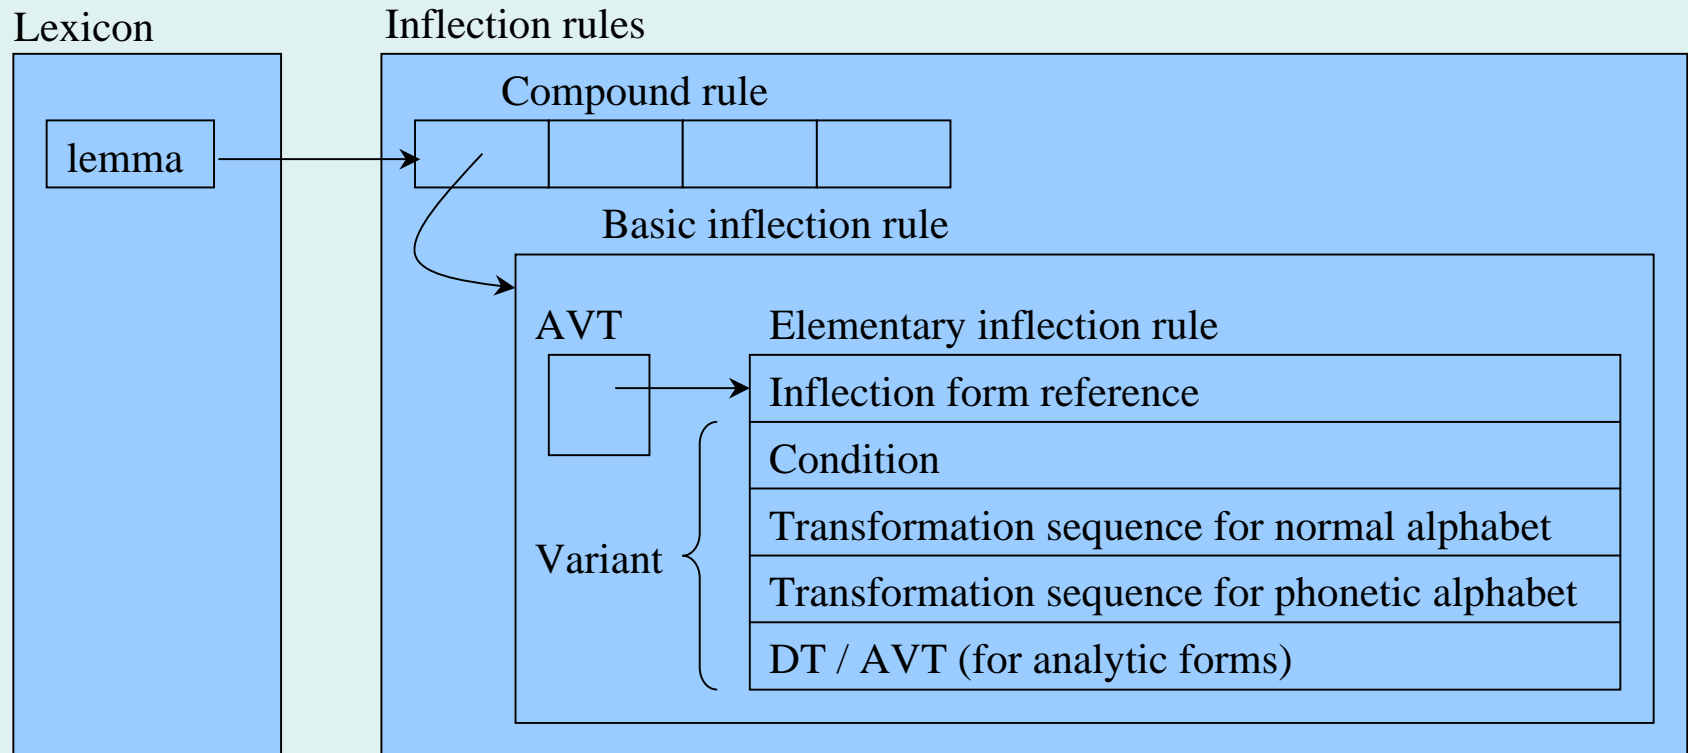 Lexicon
Inflection rules
Compound rule
lemma
Basic inflection rule
AVT
Elementary inflection rule
Inflection form reference
Condition
Transformation sequence for normal alphabet
Variant
Transformation sequence for phonetic alphabet
DT / AVT (for analytic forms)